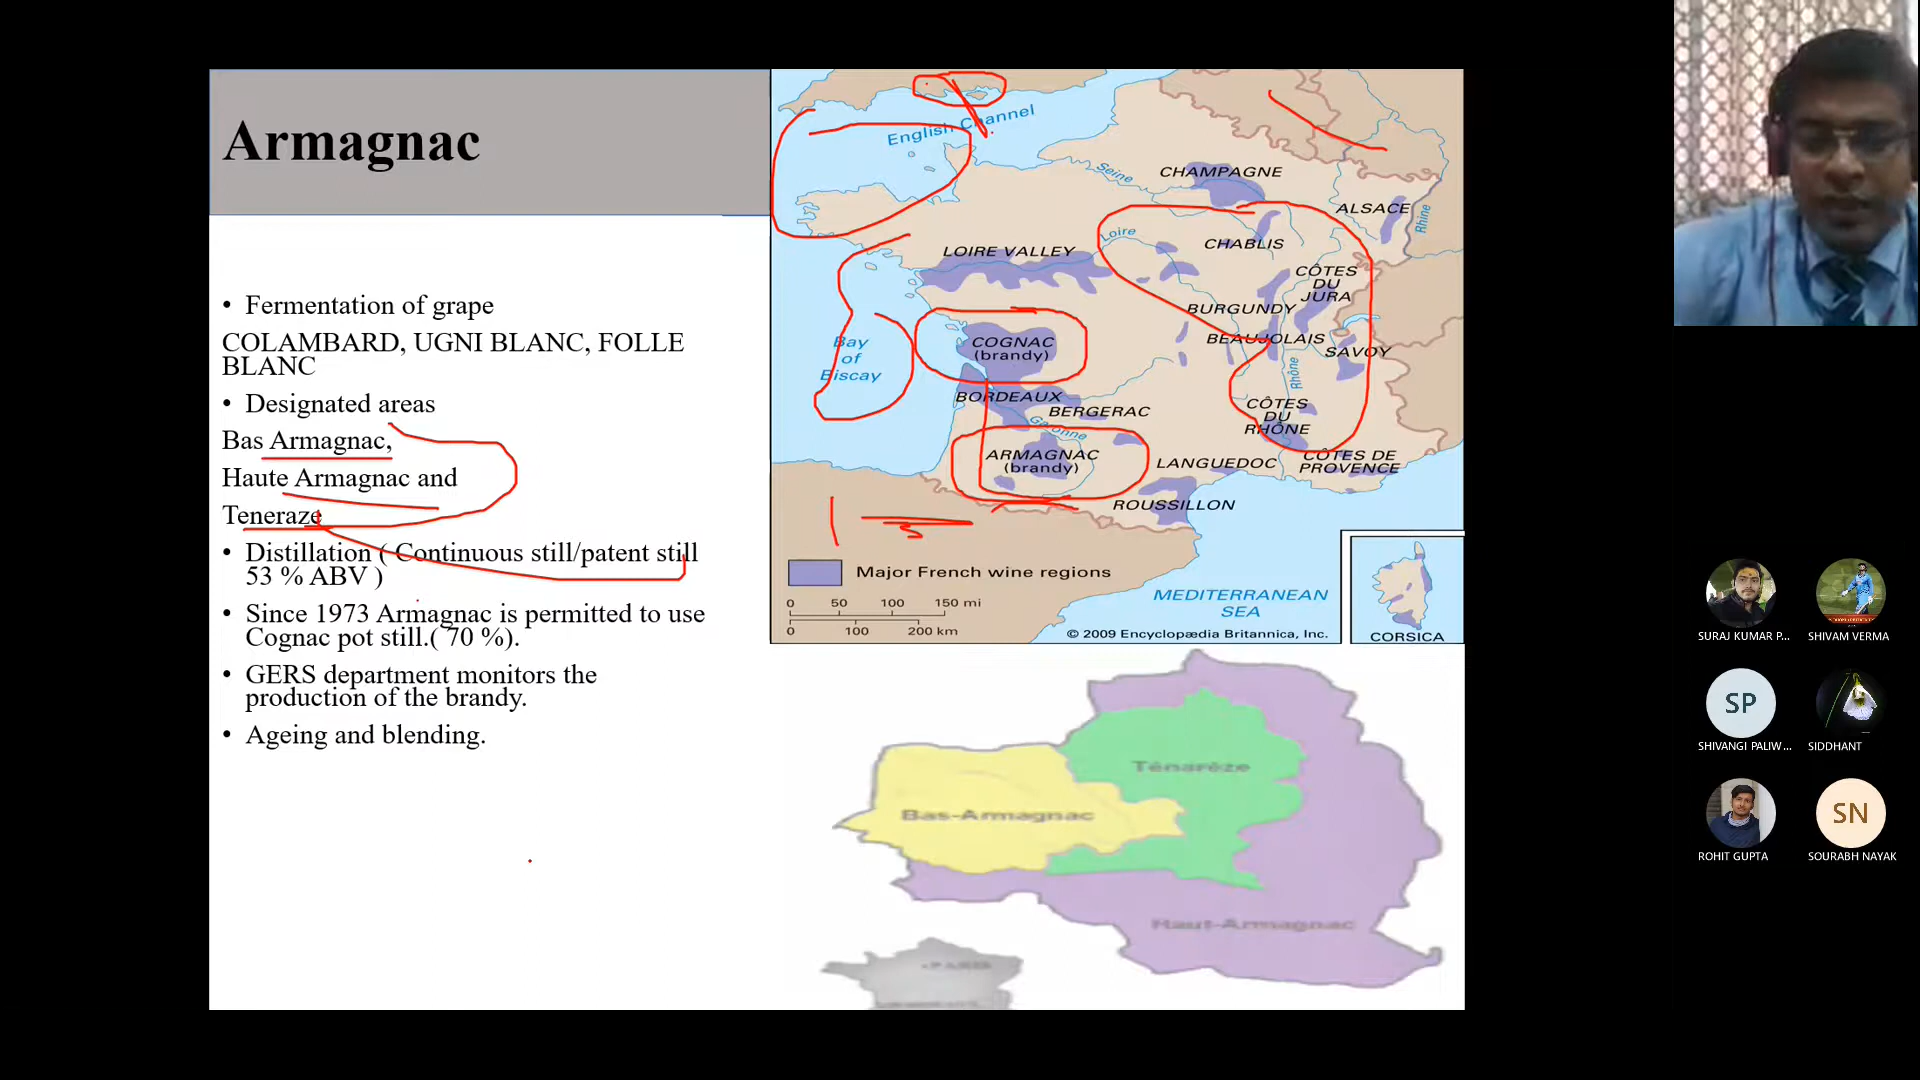 Armagnac
• Fermentation of grape
COLAMBARD, UGNI BLANC, FOLLE
BLANC
• Designated areas
Bas Armagnac,
Haute Armagnac and
Teneraze
• Distillation ( Continuous still/patent still
53 % ABV )
• Since 1973 Armagnac is permitted to use
Cognac pot still.( 70 %).
• GERS department monitors the
production of the brandy.
• Ageing and blending.
English Channel
Seine
CHAMPAGNE
ALSACE
Rhine
Loire
LOIRE VALLEY
CHABLIS
CÔTES
DU
JURA
BURGUNDY
BEAUJOLAIS
SAVOY
Bay
of
Biscay
COGNAC
(brandy)
Rhône
BORDEAUX
BERGERAC
Garonne
CÔTES
DU
RHÔNE
ARMAGNAC
(brandy)
LANGUEDOC
CÔTES DE
PROVENCE
ROUSSILLON
Major French wine regions
0 50 100 150 mi
0 100 200 km
MEDITERRANEAN
SEA
© 2009 Encyclopædia Britannica, Inc.
CORSICA
Ténarèze
Bas-Armagnac
Haut-Armagnac
PARIS
SURAJ KUMAR P...
SHIVAM VERMA
SP
SHIVANGI PALIW...
SIDDHANT
ROHIT GUPTA
SN
SOURABH NAYAK